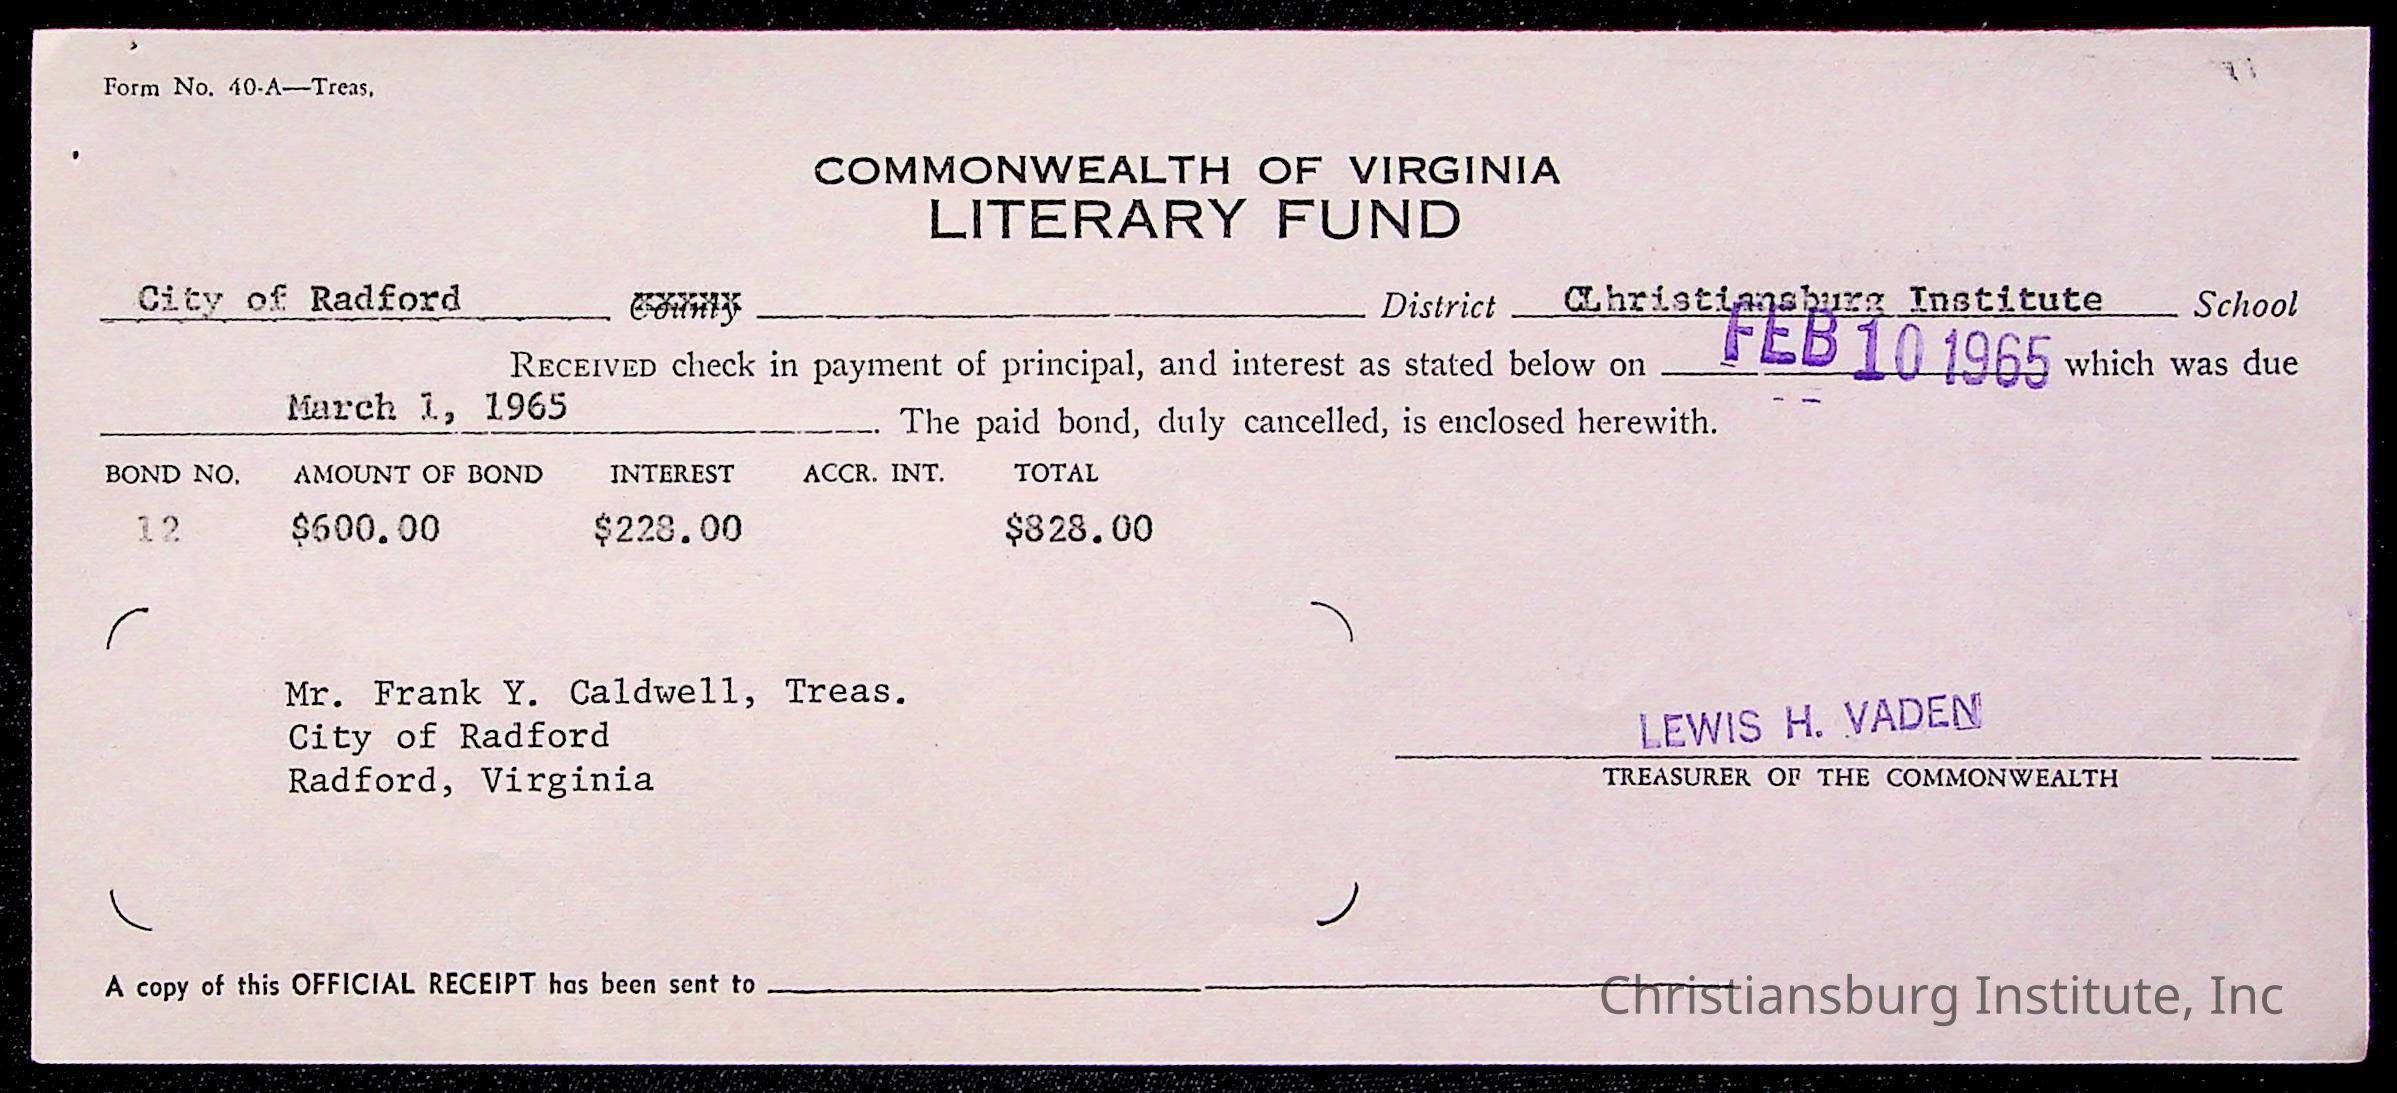 Form No. 40-A—Treas.
COMMONWEALTH OF VIRGINIA
LITERARY FUND
City of Radford County District Christiansburg Institute School
RECEIVED check in payment of principal, and interest as stated below on FEB 10 1965 which was due
March 1, 1965. The paid bond, duly cancelled, is enclosed herewith.
BOND NO. AMOUNT OF BOND INTEREST ACCR. INT. TOTAL
12 $600.00 $228.00 $828.00
Mr. Frank Y. Caldwell, Treas.
City of Radford
Radford, Virginia
LEWIS H. VADEN
TREASURER OF THE COMMONWEALTH
A copy of this OFFICIAL RECEIPT has been sent to
Christiansburg Institute, Inc